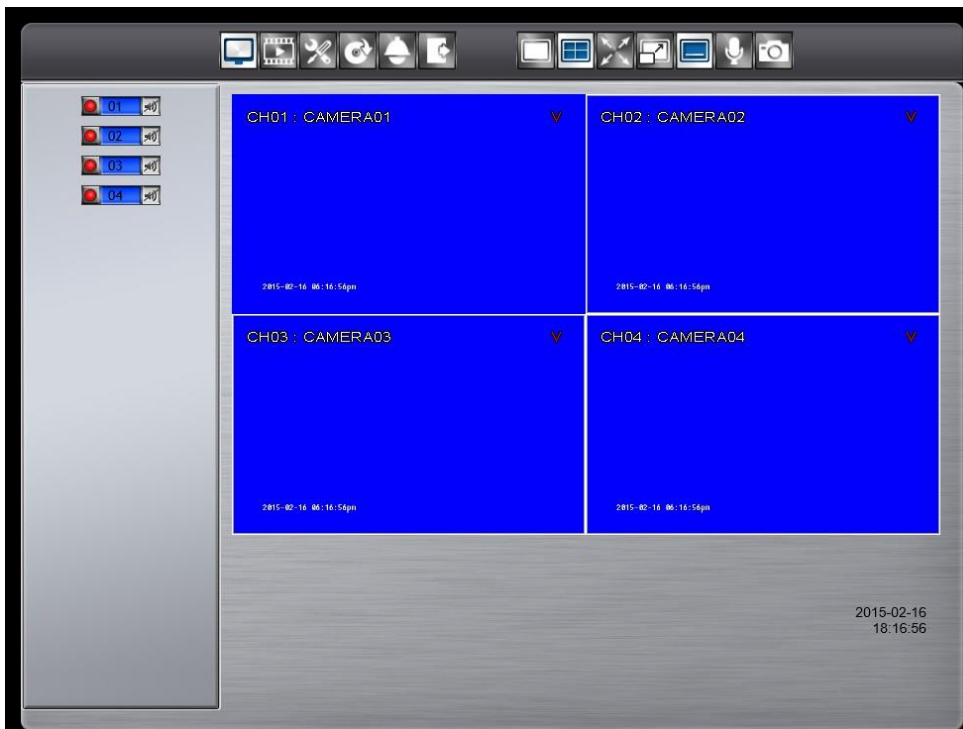 01
02
03
04
CH01 : CAMERA01 V
CH02 : CAMERA02 V
2015-02-16 06:16:56pm
2015-02-16 06:16:56pm
CH03 : CAMERA03 V
CH04 : CAMERA04 V
2015-02-16 06:16:56pm
2015-02-16 06:16:56pm
2015-02-16
18:16:56